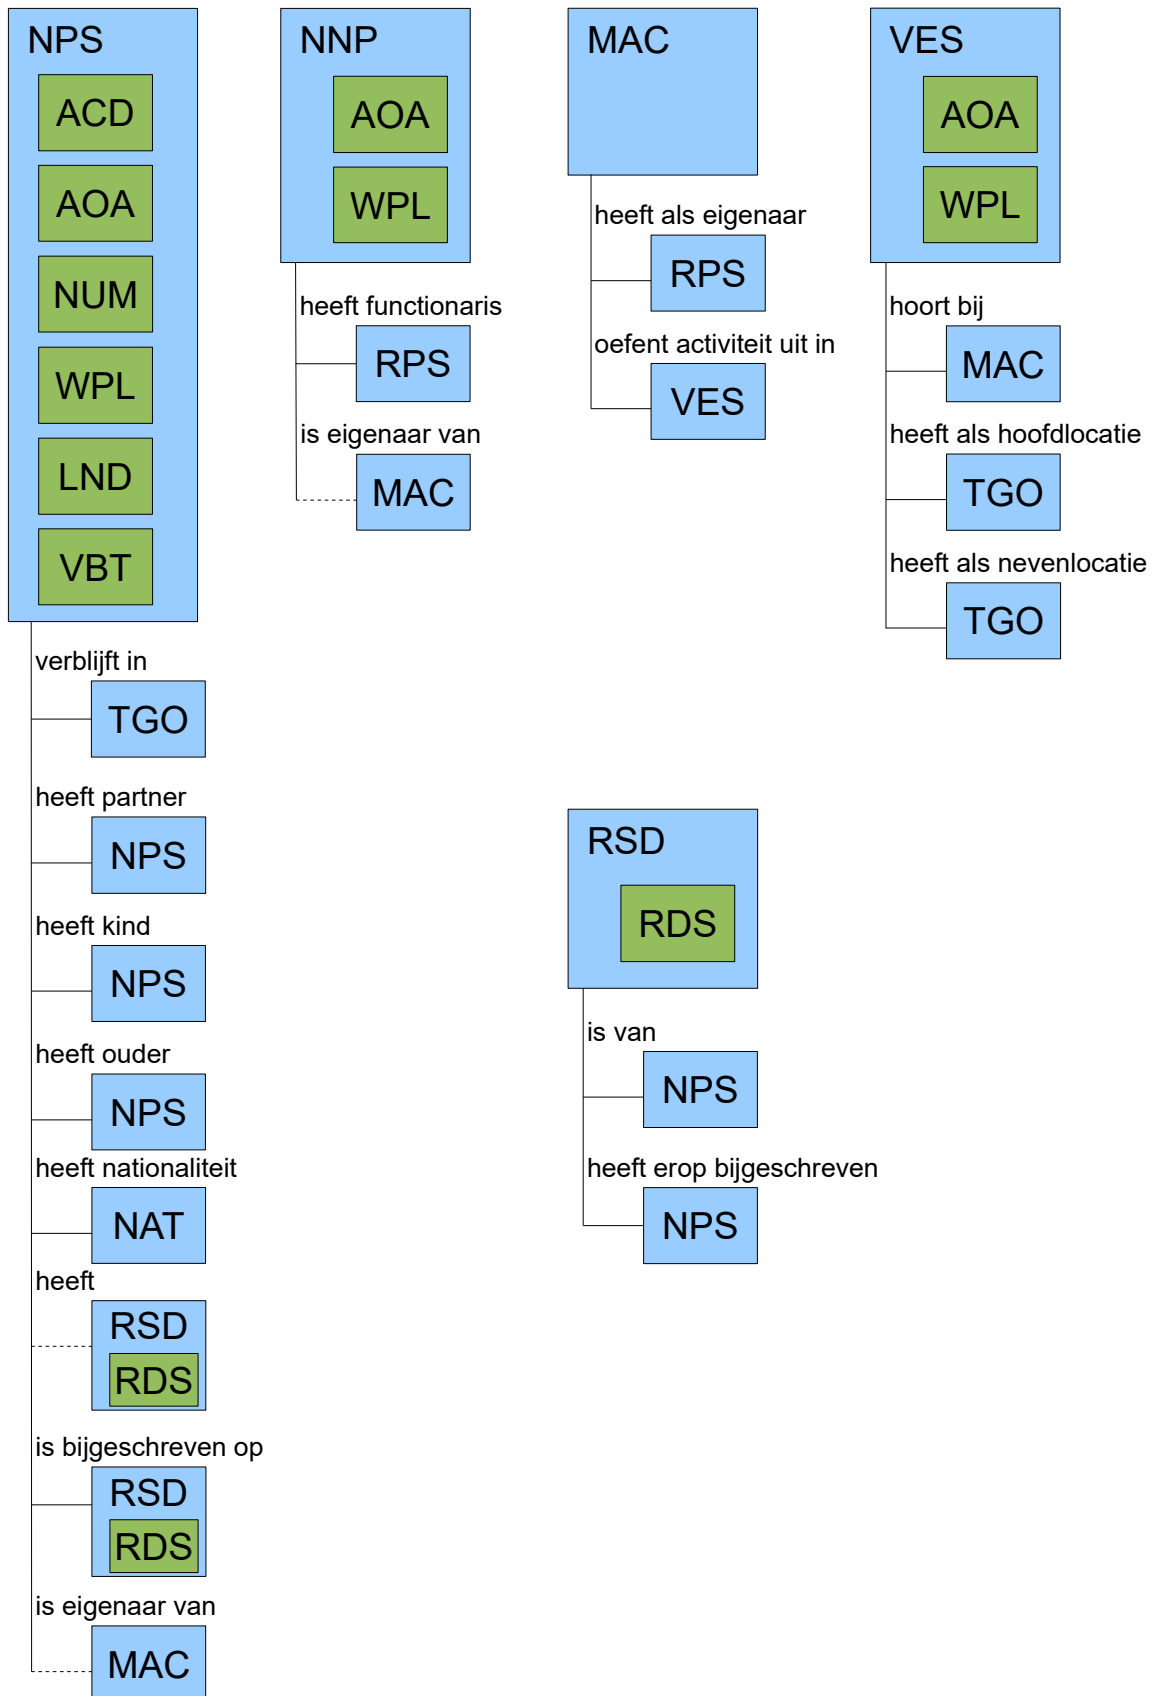 NPS
ACD
AOA
NUM
WPL
LND
VBT
verblijft in
TGO
heeft partner
NPS
heeft kind
NPS
heeft ouder
NPS
heeft nationaliteit
NAT
heeft
RSD
RDS
is bijgeschreven op
RSD
RDS
is eigenaar van
MAC
NNP
AOA
WPL
heeft functionaris
RPS
is eigenaar van
MAC
MAC
heeft als eigenaar
RPS
oefent activiteit uit in
VES
VES
AOA
WPL
hoort bij
MAC
heeft als hoofdlocatie
TGO
heeft als nevenlocatie
TGO
RSD
RDS
is van
NPS
heeft erop bijgeschreven
NPS